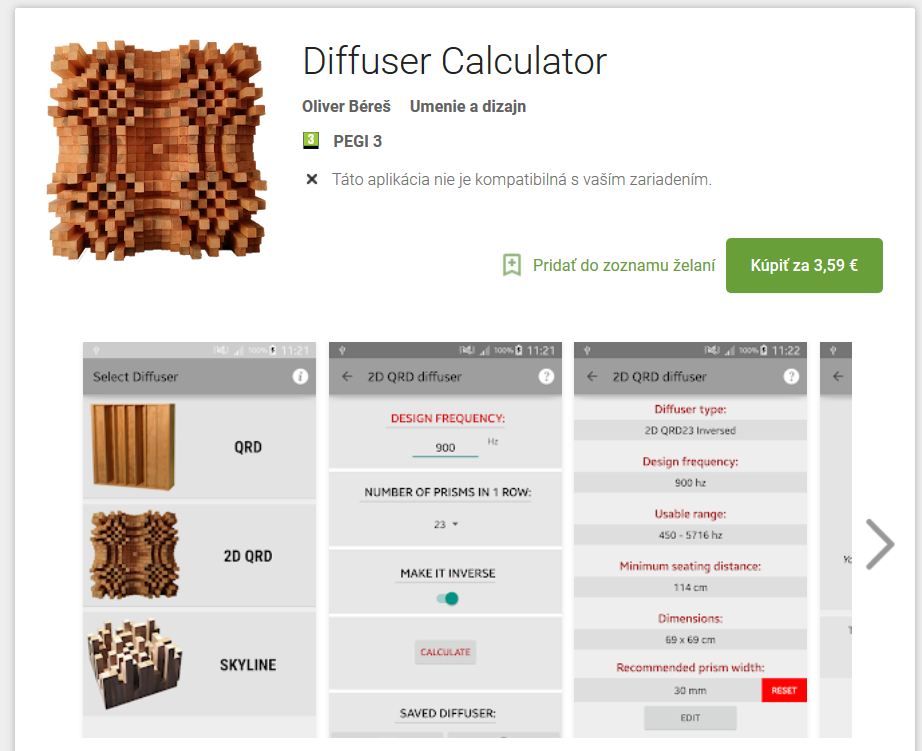 Diffuser Calculator
Oliver Béreš Umenie a dizajn
3 PEGI 3
Táto aplikácia nie je kompatibilná s vaším zariadením.
Pridať do zoznamu želaní
Kúpiť za 3,59 €
100% 11:21
Select Diffuser
QRD
2D QRD
SKYLINE
100% 11:21
2D QRD diffuser ?
DESIGN FREQUENCY:
900 Hz
NUMBER OF PRISMS IN 1 ROW:
23
MAKE IT INVERSE
CALCULATE
SAVED DIFFUSER:
100% 11:22
2D QRD diffuser ?
Diffuser type:
2D QRD23 Inversed
Design frequency:
900 hz
Usable range:
450 - 5716 hz
Minimum seating distance:
114 cm
Dimensions:
69 x 69 cm
Recommended prism width:
30 mm
RESET
EDIT